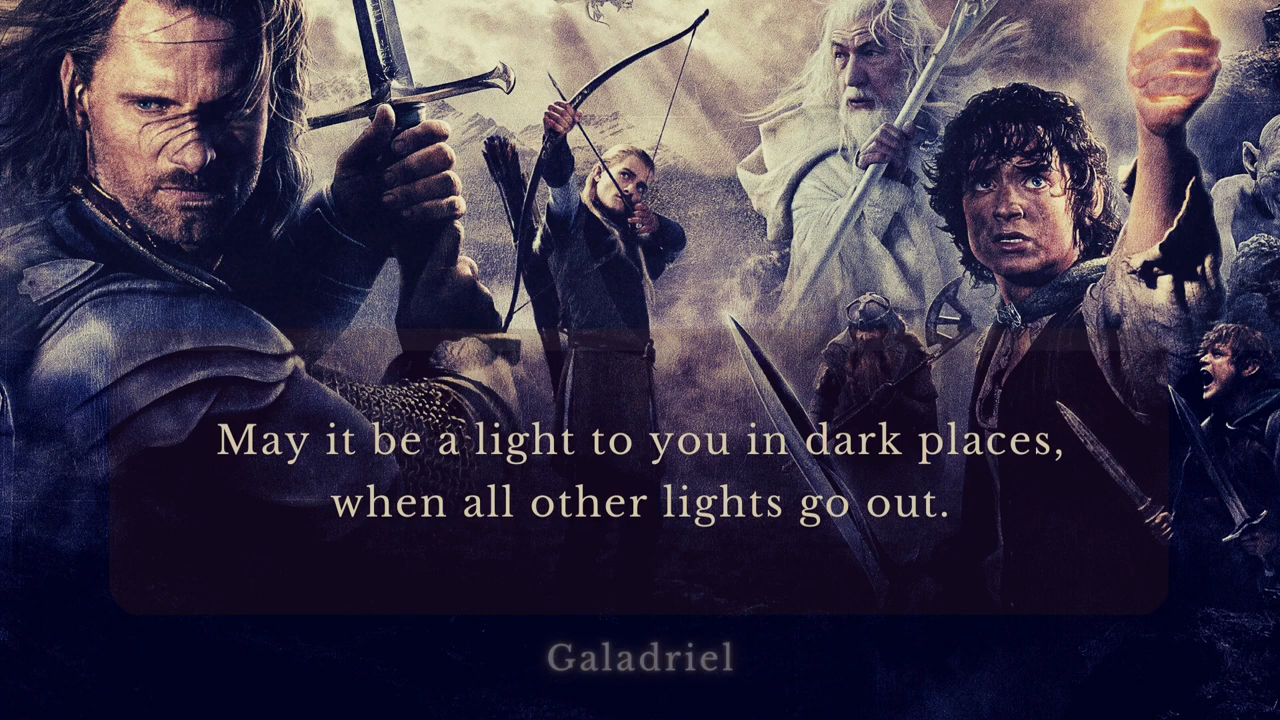 May it be a light to you in dark places,
when all other lights go out.
Galadriel